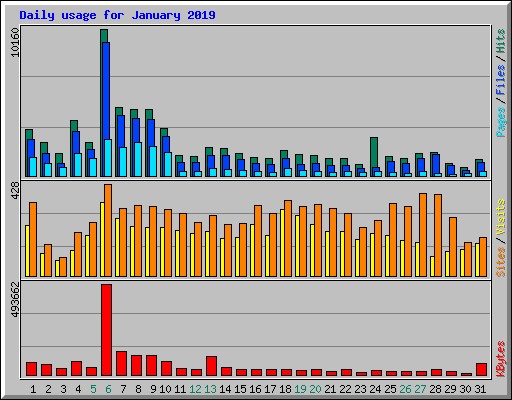 Daily usage for January 2019
10160
Pages / Files / Hits
428
Sites / Visits
493662
KBytes
1 2 3 4 5 6 7 8 9 10 11 12 13 14 15 16 17 18 19 20 21 22 23 24 25 26 27 28 29 30 31